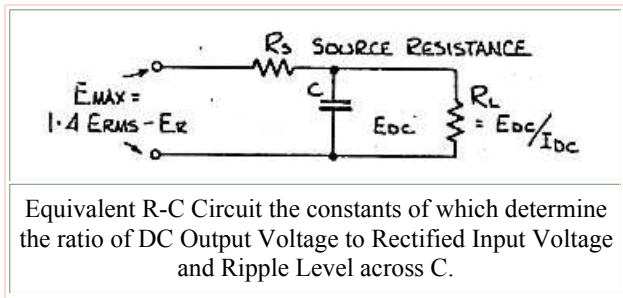 RS SOURCE RESISTANCE
EMAX =
1.4 ERMS - ER
C
EDC
RL
= EDC/IDC
Equivalent R-C Circuit the constants of which determine
the ratio of DC Output Voltage to Rectified Input Voltage
and Ripple Level across C.